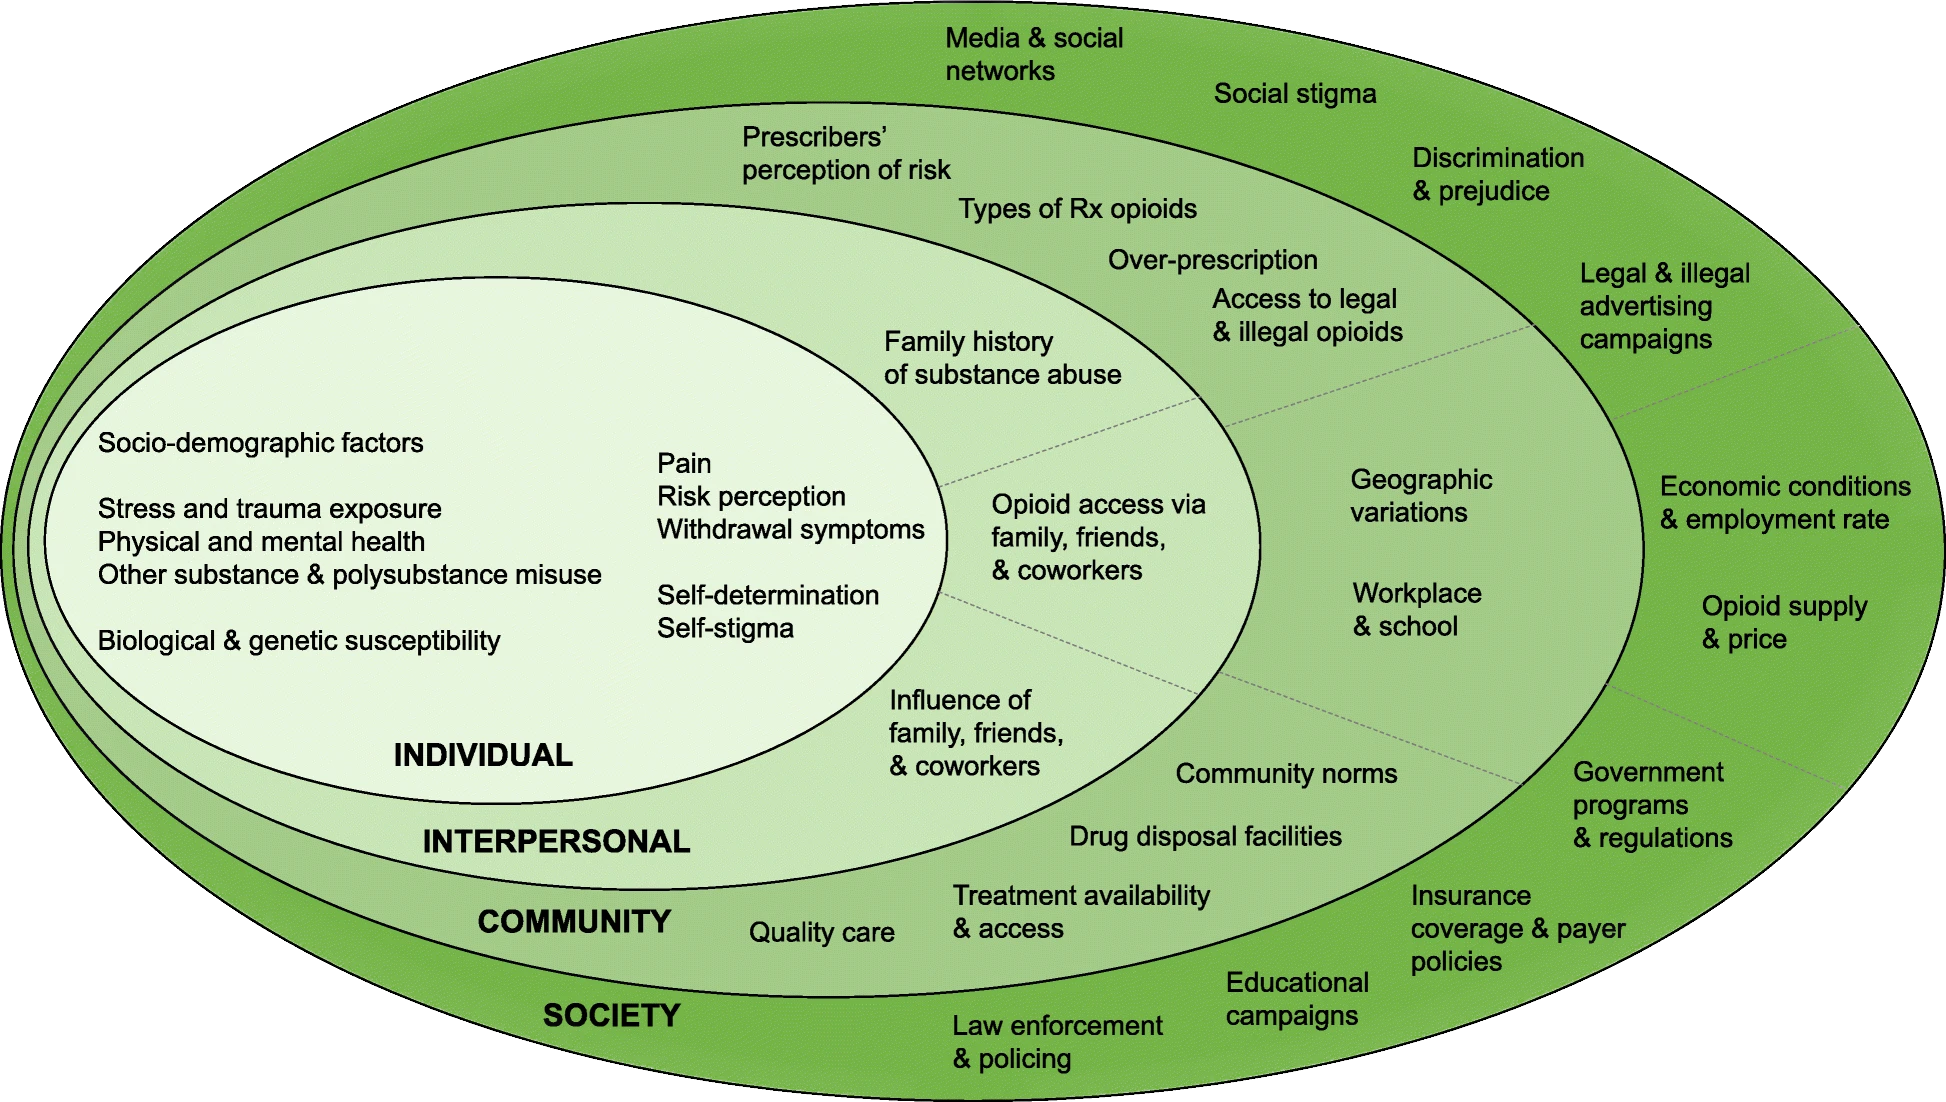 Media & social
networks
Social stigma
Discrimination
& prejudice
Legal & illegal
advertising
campaigns
Economic conditions
& employment rate
Opioid supply
& price
Government
programs
& regulations
Insurance
coverage & payer
policies
Educational
campaigns
Law enforcement
& policing
SOCIETY
Prescribers’
perception of risk
Types of Rx opioids
Over-prescription
Access to legal
& illegal opioids
Geographic
variations
Workplace
& school
Community norms
Drug disposal facilities
Treatment availability
& access
Quality care
COMMUNITY
Family history
of substance abuse
Opioid access via
family, friends,
& coworkers
Influence of
family, friends,
& coworkers
INTERPERSONAL
Socio-demographic factors
Stress and trauma exposure
Physical and mental health
Other substance & polysubstance misuse
Biological & genetic susceptibility
Pain
Risk perception
Withdrawal symptoms
Self-determination
Self-stigma
INDIVIDUAL